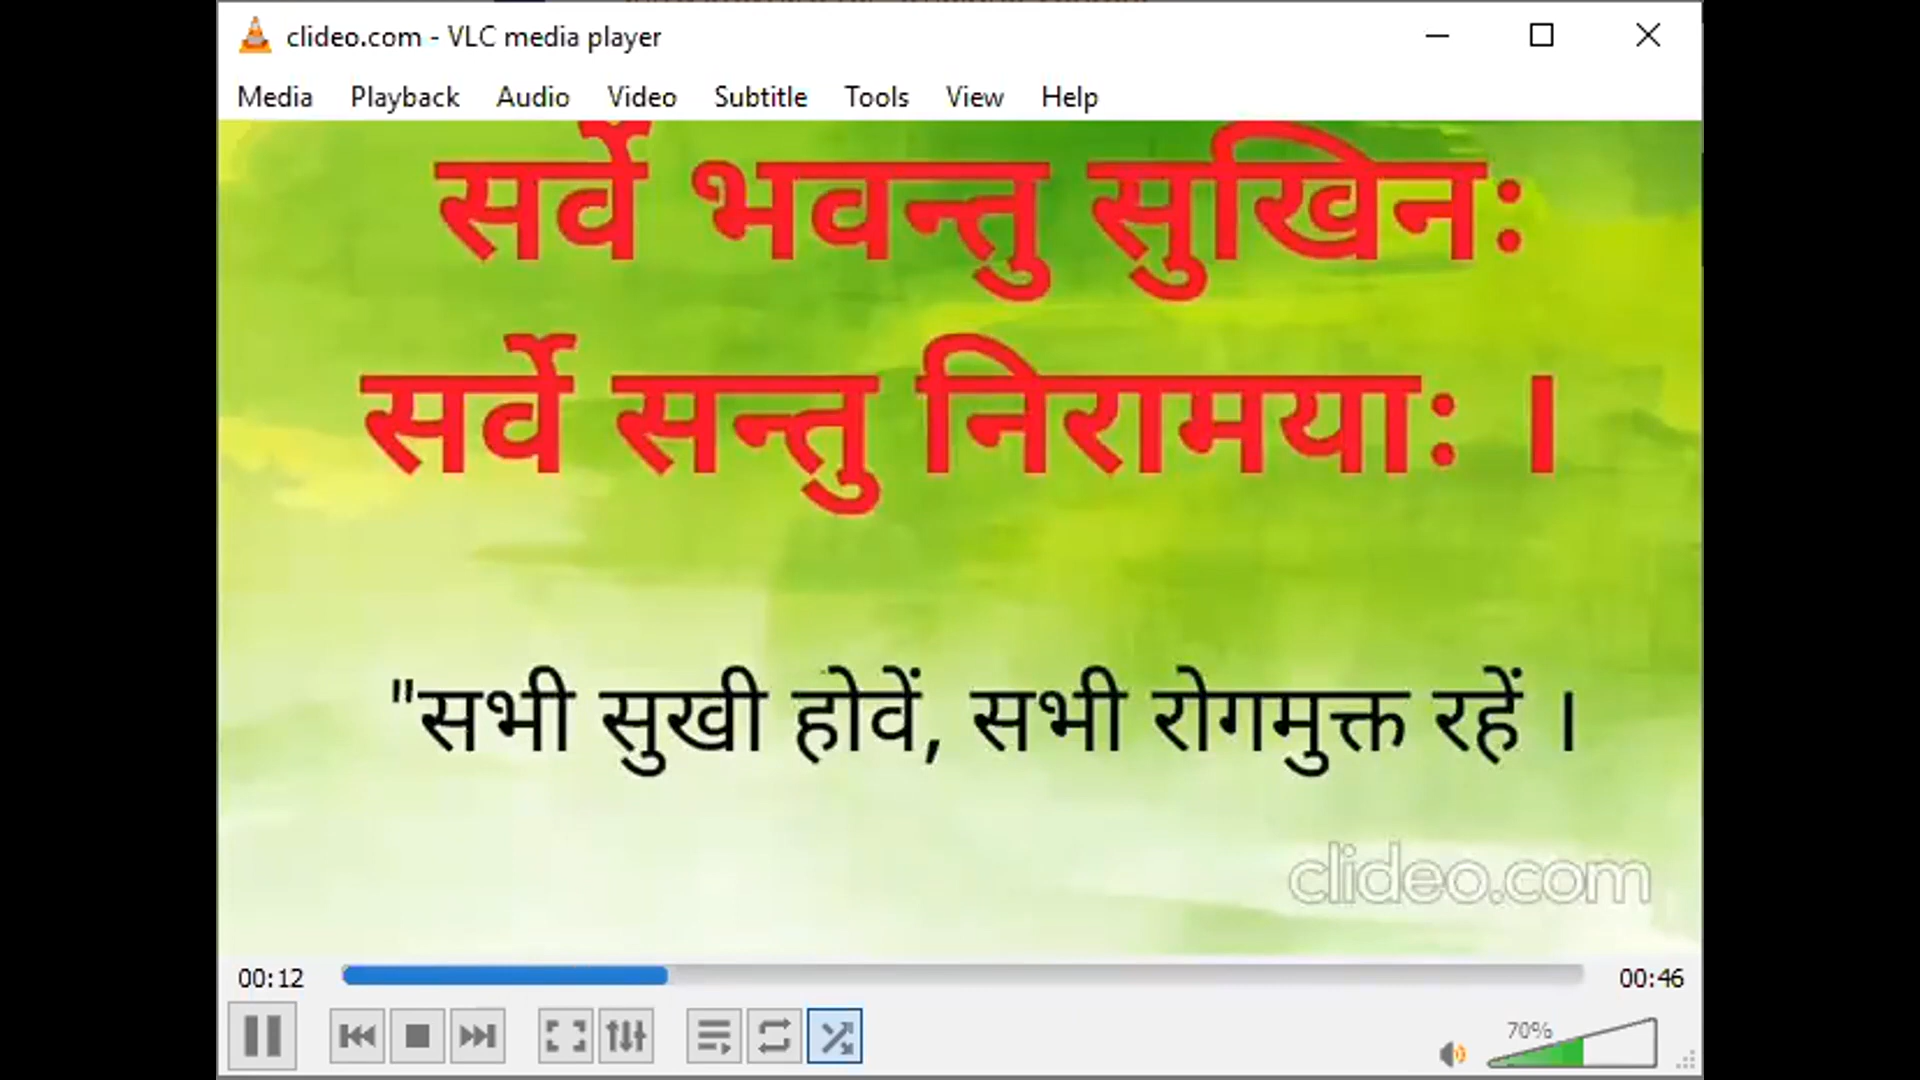 clideo.com - VLC media player
Media Playback Audio Video Subtitle Tools View Help
सर्वे भवन्तु सुखिनः
सर्वे सन्तु निरामयाः ।
"सभी सुखी होवें, सभी रोगमुक्त रहें ।
clideo.com
00:12 00:46
70%